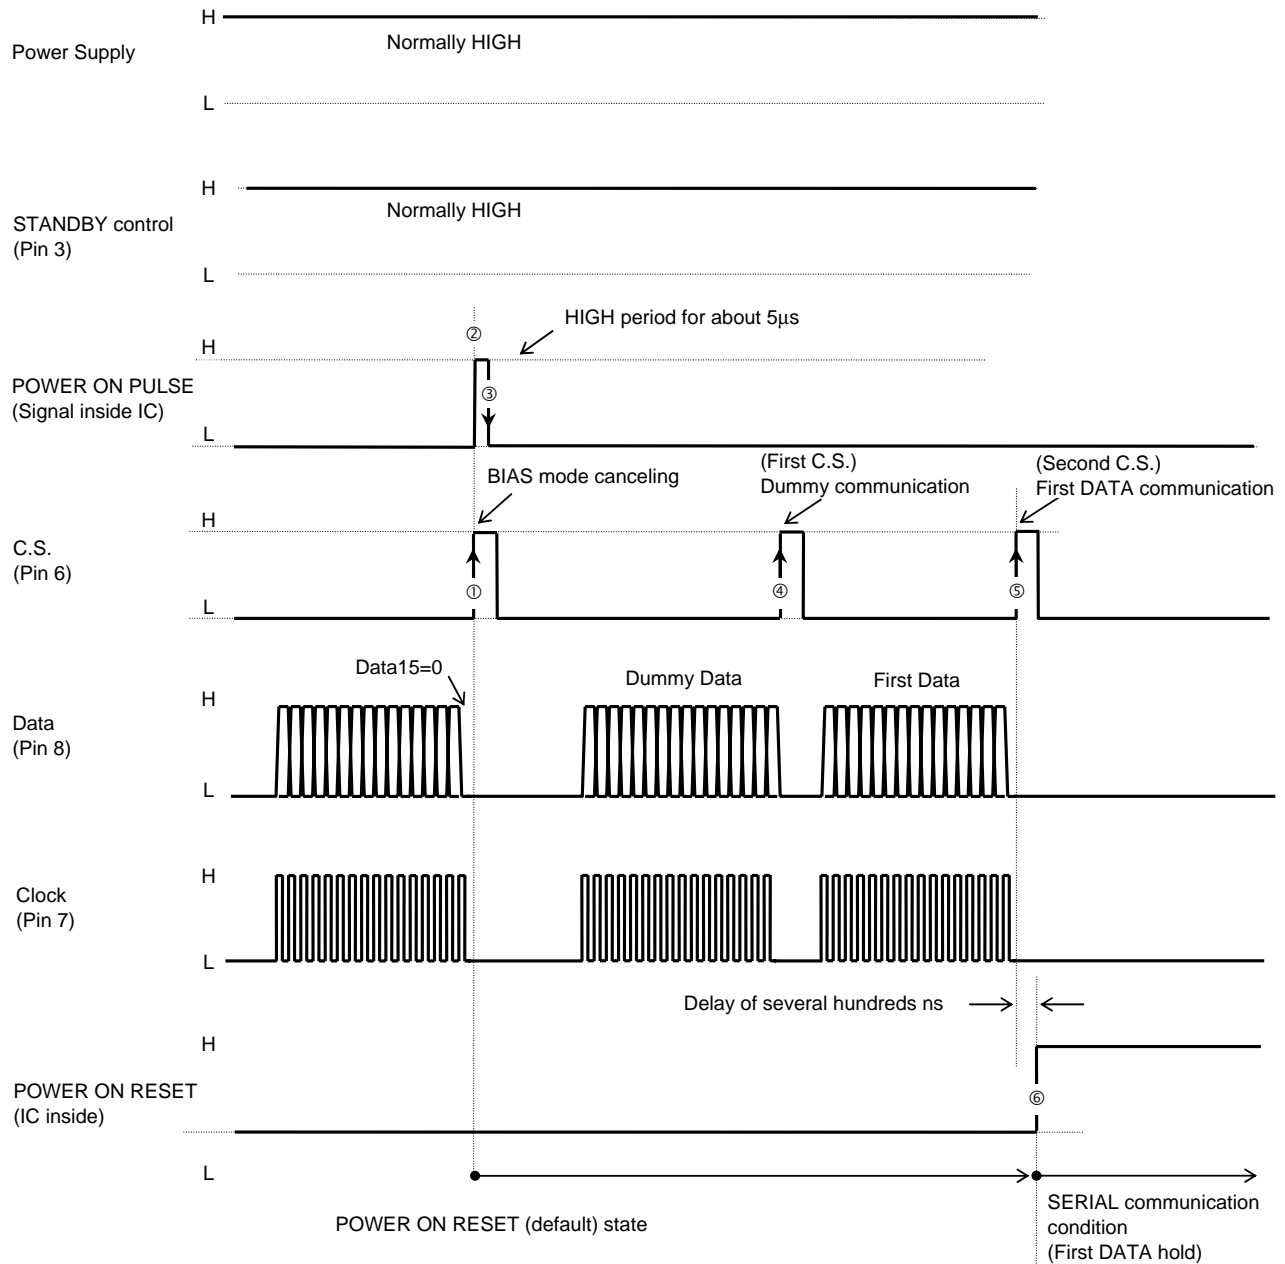 H
Power Supply
Normally HIGH
L
H
STANDBY control
(Pin 3)
Normally HIGH
L
HIGH period for about 5μs
②
H
POWER ON PULSE
(Signal inside IC)
③
L
BIAS mode canceling
(First C.S.)
Dummy communication
(Second C.S.)
First DATA communication
H
C.S.
(Pin 6)
①
④
⑤
L
Data15=0
Dummy Data
First Data
H
Data
(Pin 8)
L
H
Clock
(Pin 7)
L
Delay of several hundreds ns
H
POWER ON RESET
(IC inside)
⑥
L
POWER ON RESET (default) state
SERIAL communication
condition
(First DATA hold)